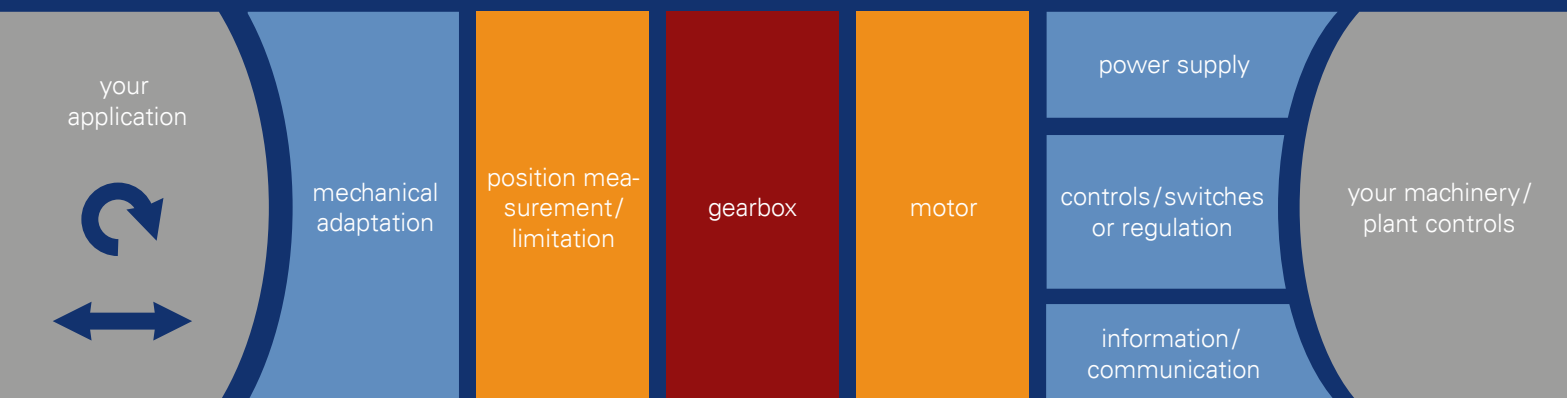 your
application
mechanical
adaptation
position mea-
surement/
limitation
gearbox
motor
power supply
controls/switches
or regulation
information/
communication
your machinery/
plant controls